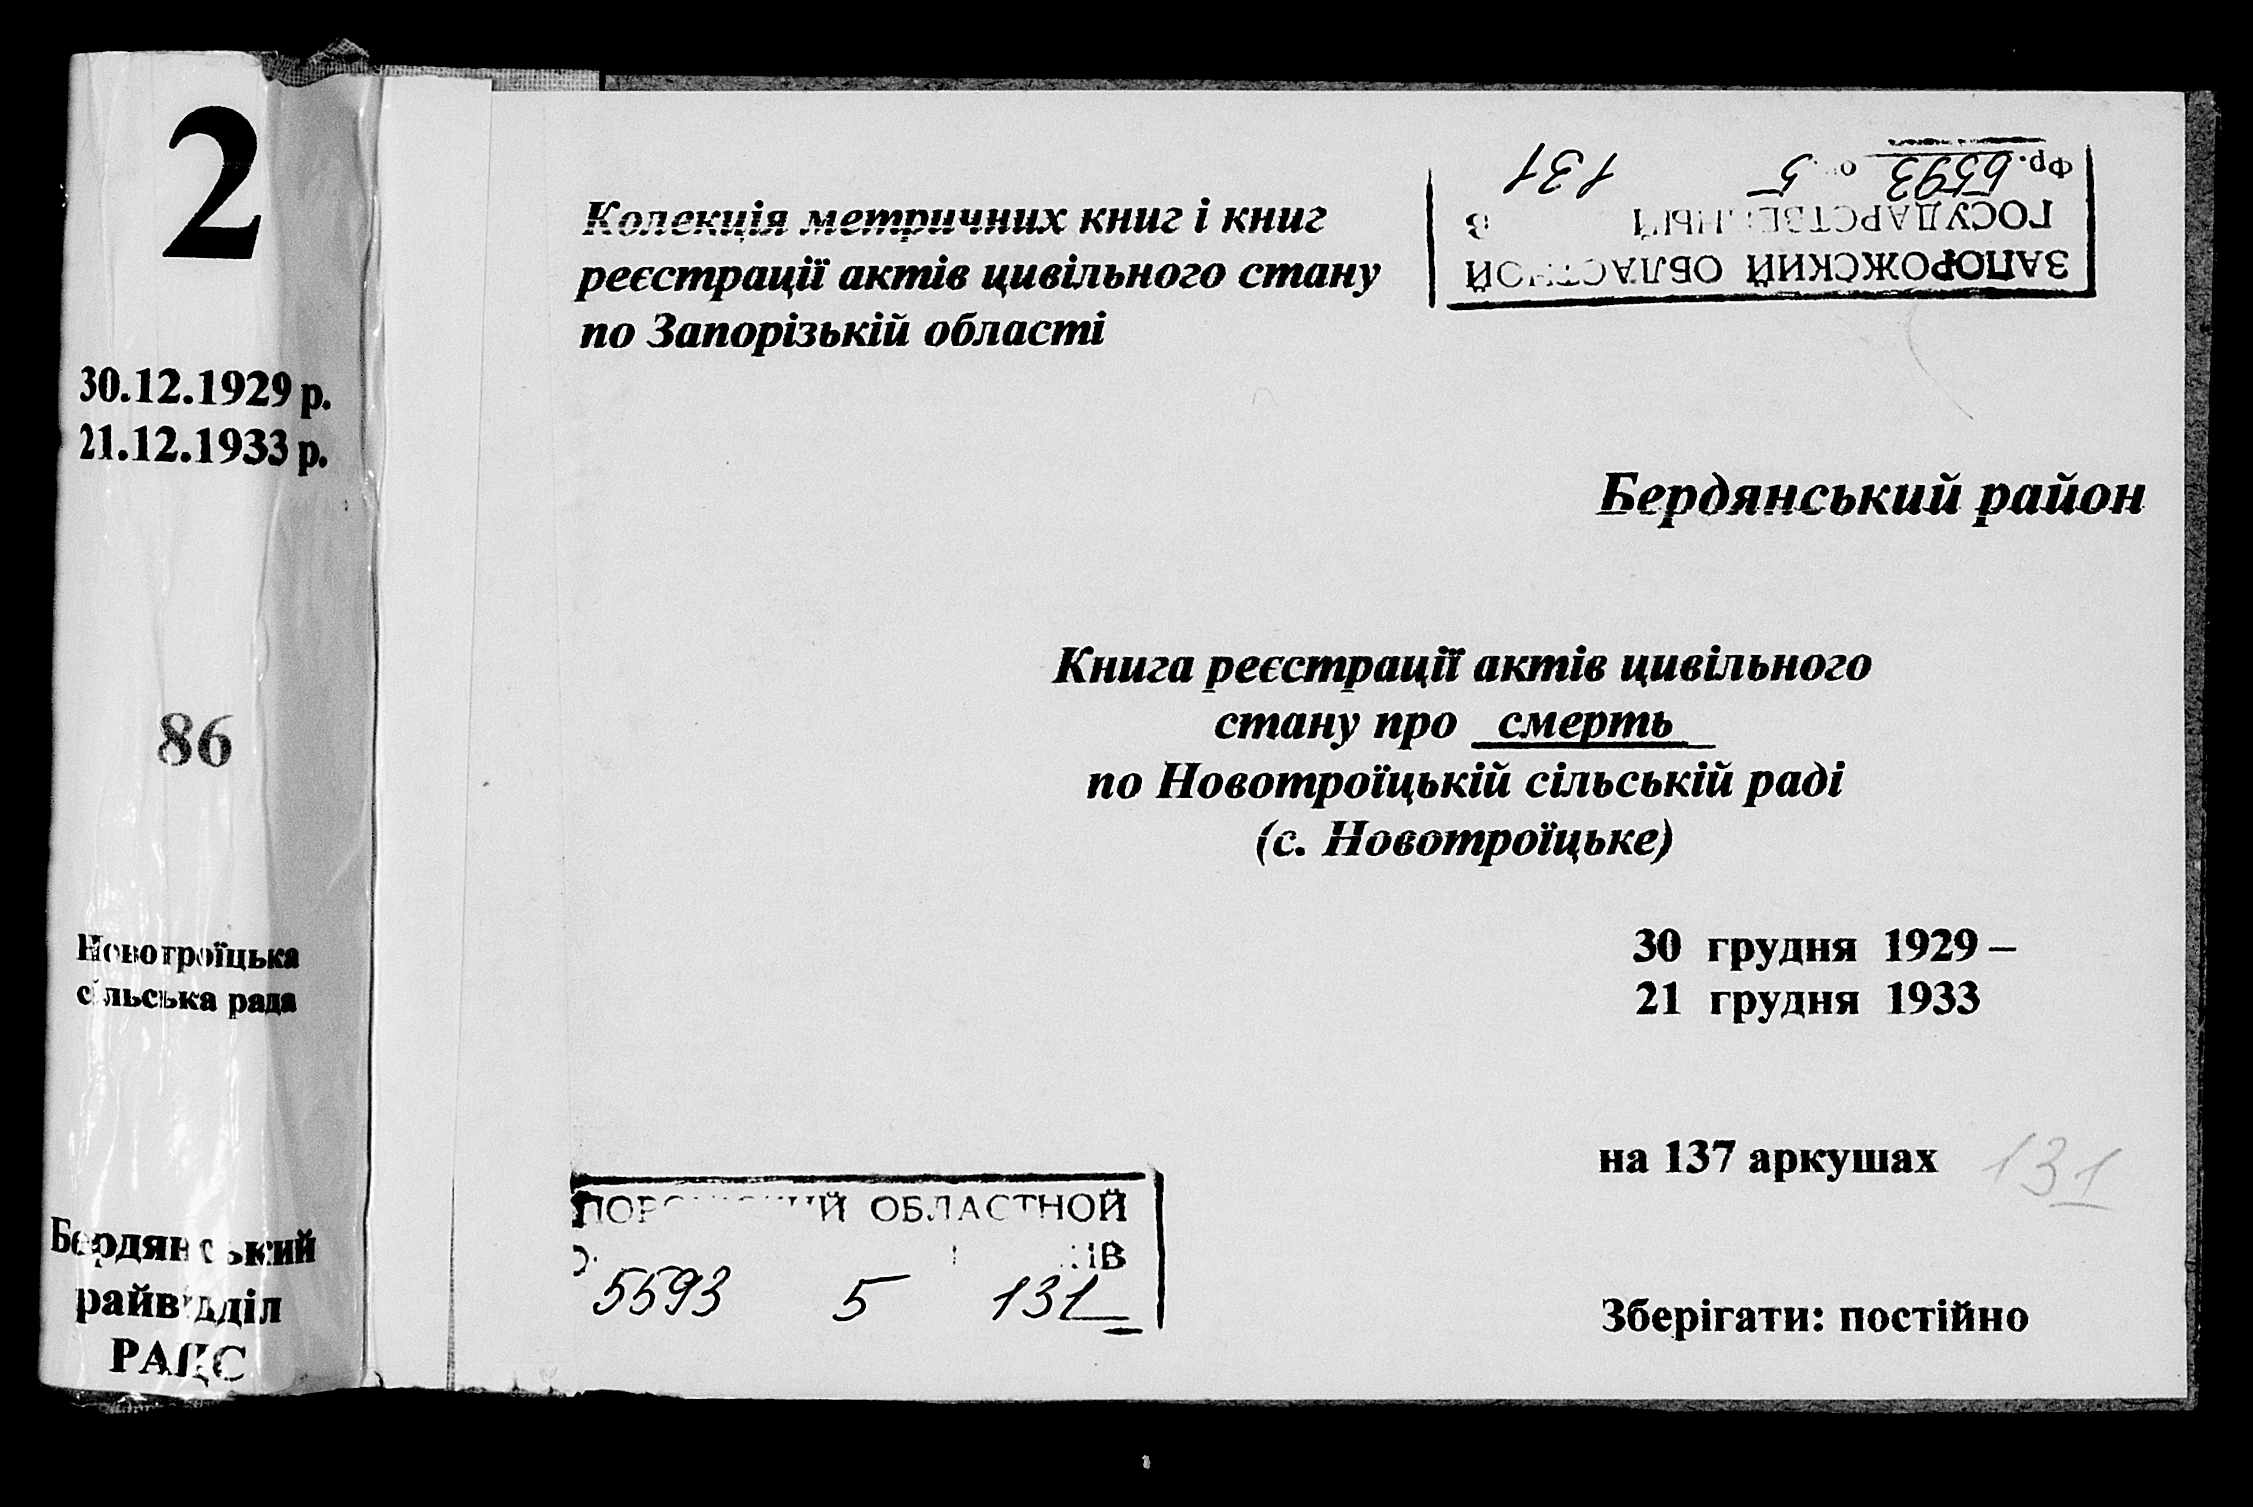 2
30.12.1929 р.
21.12.1933 р.
86
Новотроїцька
сільська рада
Бердянський
райвідділ
РАЦС
Колекція метричних книг і книг
реєстрації актів цивільного стану
по Запорізькій області
ЗАПОРОЖСКИЙ ОБЛАСТНОЙ
ГОСУДАРСТВЕННЫЙ
Фр. 5593 о 5 131
Бердянський район
Книга реєстрації актів цивільного
стану про смерть
по Новотроїцькій сільській раді
(с. Новотроїцьке)
30 грудня 1929 –
21 грудня 1933
на 137 аркушах 131
ОБЛАСТНОЙ
5593 5 131
Зберігати: постійно